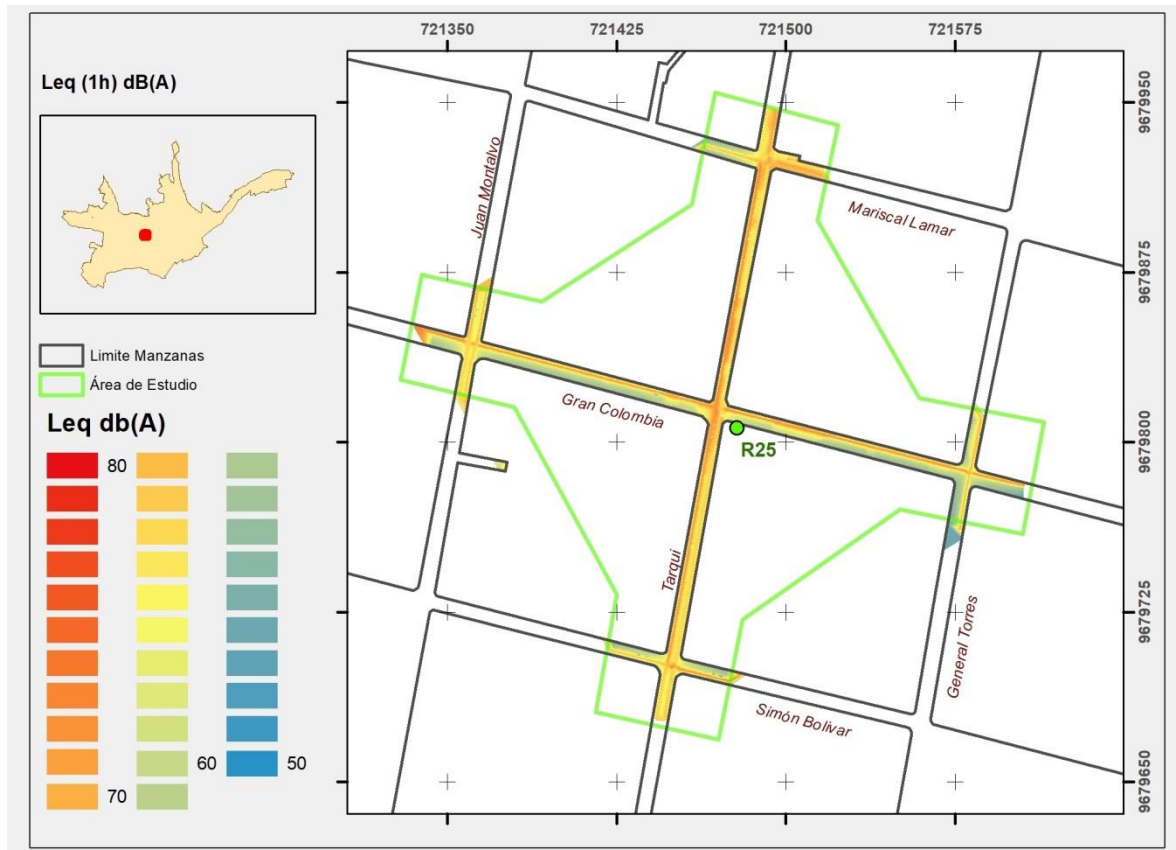 721350
721425
721500
721575
Leq (1h) dB(A)
Limite Manzanas
Área de Estudio
Leq db(A)
80
70
60
50
Juan Montalvo
Mariscal Lamar
Gran Colombia
R25
Tarqui
General Torres
Simón Bolívar
9679950
9679875
9679800
9679725
9679650